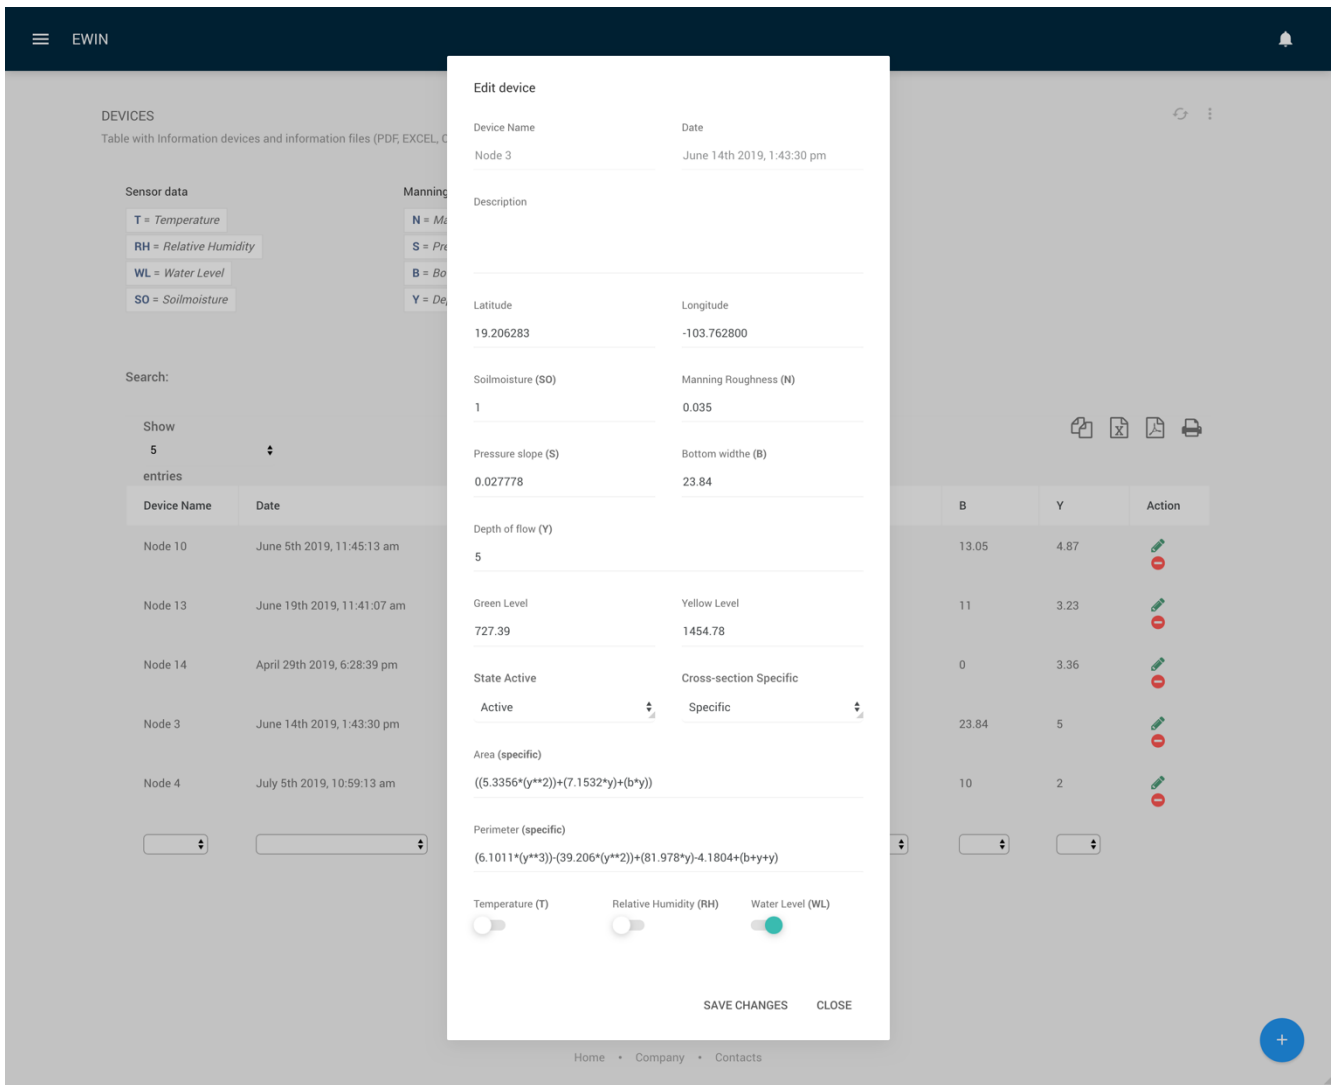 EWIN
DEVICES
Table with Information devices and information files (PDF, EXCEL,
Sensor data
Manning
T = Temperature
N =
RH = Relative Humidity
S =
WL = Water Level
B =
SO = Soilmoisture
Y =
Search:
Show
5
entries
Device Name Date B Y Action
Node 10 June 5th 2019, 11:45:13 am 13.05 4.87
Node 13 June 19th 2019, 11:41:07 am 11 3.23
Node 14 April 29th 2019, 6:28:39 pm 0 3.36
Node 3 June 14th 2019, 1:43:30 pm 23.84 5
Node 4 July 5th 2019, 10:59:13 am 10 2
Edit device
Device Name Date
Node 3 June 14th 2019, 1:43:30 pm
Description
Latitude Longitude
19.206283 -103.762800
Soilmoisture (SO) Manning Roughness (N)
1 0.035
Pressure slope (S) Bottom widthe (B)
0.027778 23.84
Depth of flow (Y)
5
Green Level Yellow Level
727.39 1454.78
State Active Cross-section Specific
Active Specific
Area (specific)
((5.3356*(y**2))+(7.1532*y)+(b*y))
Perimeter (specific)
(6.1011*(y**3))-(39.206*(y**2))+(81.978*y)-4.1804+(b+y+y)
Temperature (T) Relative Humidity (RH) Water Level (WL)
SAVE CHANGES CLOSE
Home • Company • Contacts